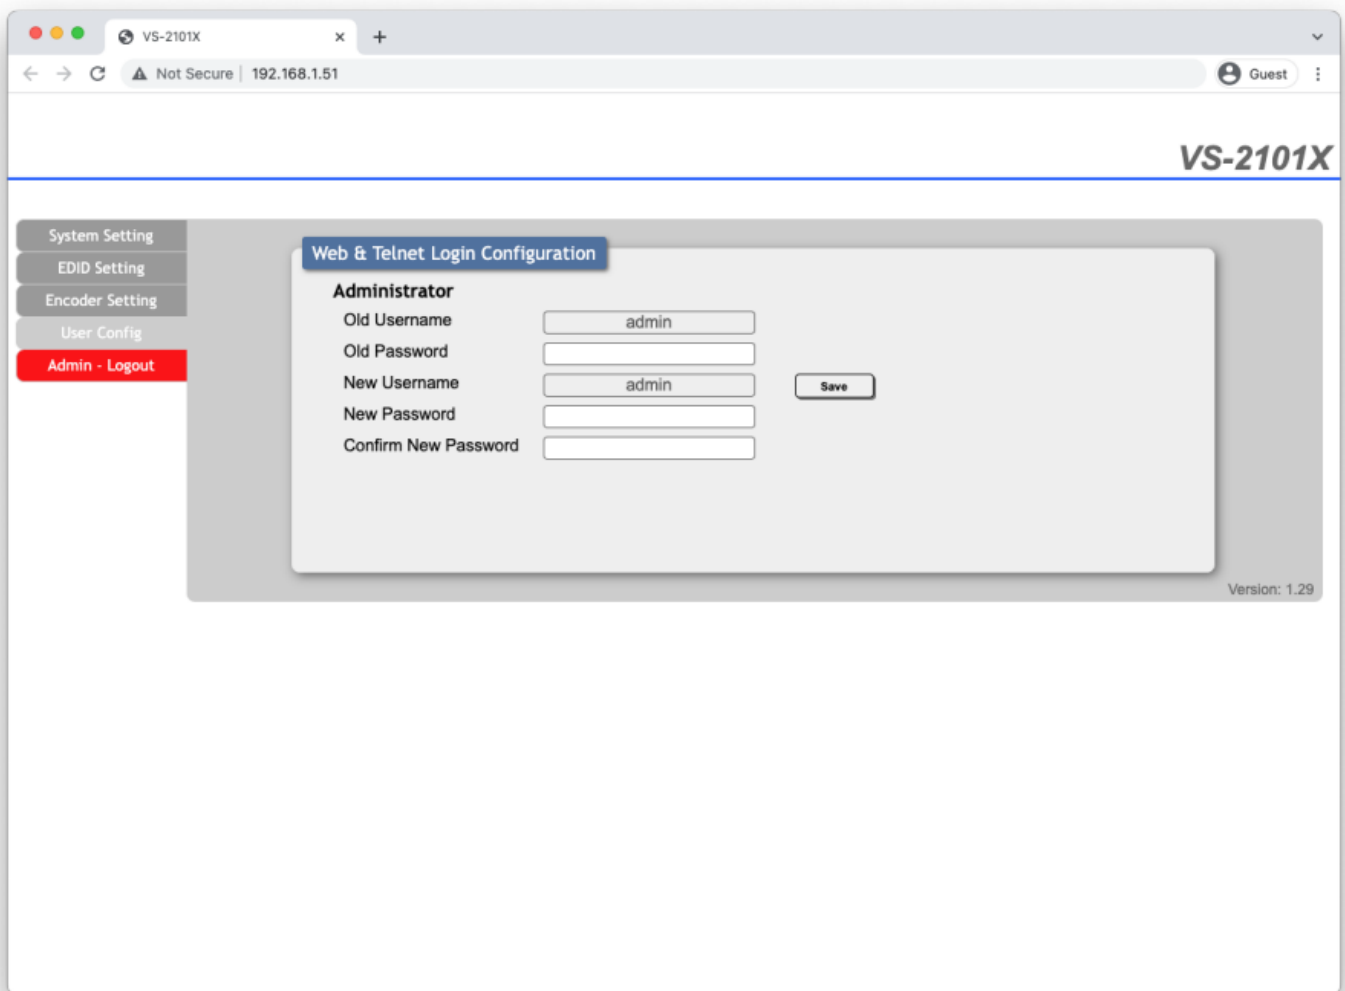 VS-2101X
Not Secure | 192.168.1.51
Guest
VS-2101X
System Setting
EDID Setting
Encoder Setting
User Config
Admin - Logout
Web & Telnet Login Configuration
Administrator
Old Username admin
Old Password
New Username admin Save
New Password
Confirm New Password
Version: 1.29